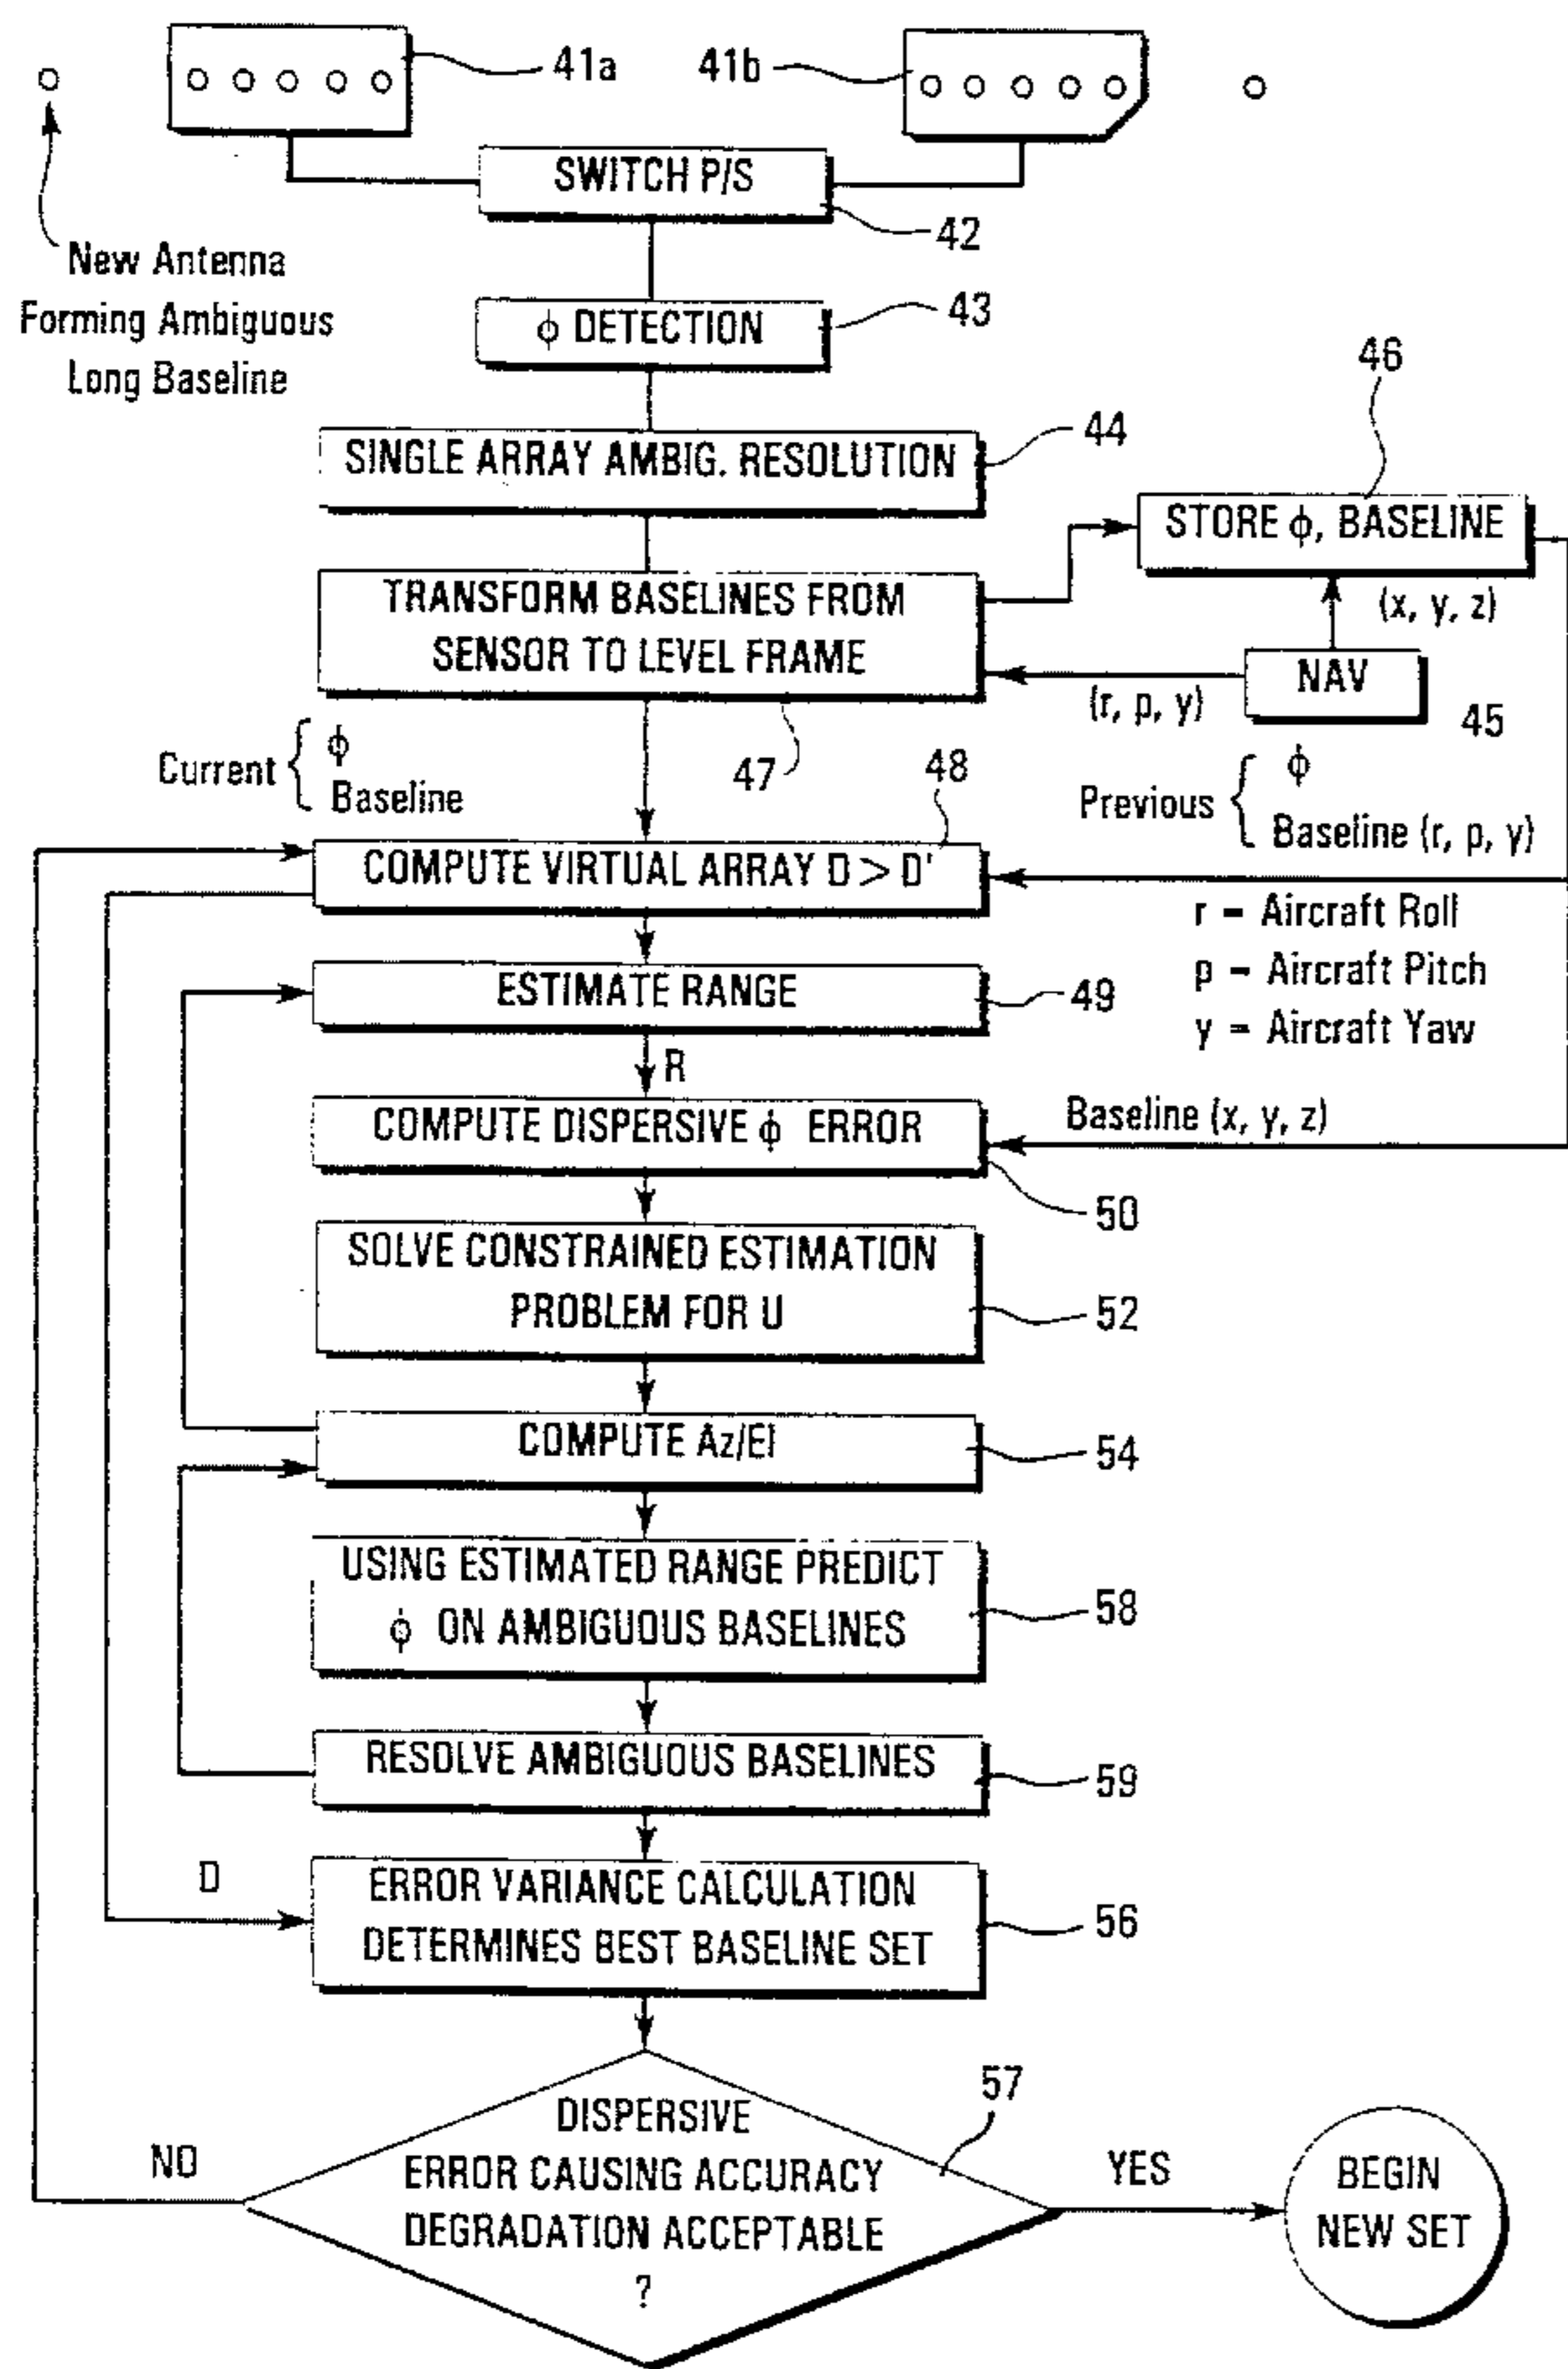 41a
41b
SWITCH P/S
42
New Antenna
Forming Ambiguous
Long Baseline
ϕ DETECTION
43
46
SINGLE ARRAY AMBIG. RESOLUTION
44
STORE ϕ, BASELINE
TRANSFORM BASELINES FROM
SENSOR TO LEVEL FRAME
(x, y, z)
NAV
(r, p, y)
45
47
Current { ϕ
Baseline
48
Previous { ϕ
Baseline (r, p, y)
COMPUTE VIRTUAL ARRAY D > D'
r = Aircraft Roll
p = Aircraft Pitch
y = Aircraft Yaw
ESTIMATE RANGE
49
R
COMPUTE DISPERSIVE ϕ ERROR
Baseline (x, y, z)
50
SOLVE CONSTRAINED ESTIMATION
PROBLEM FOR U
52
COMPUTE Az/El
54
USING ESTIMATED RANGE PREDICT
ϕ ON AMBIGUOUS BASELINES
58
RESOLVE AMBIGUOUS BASELINES
59
D
ERROR VARIANCE CALCULATION
DETERMINES BEST BASELINE SET
56
57
DISPERSIVE
ERROR CAUSING ACCURACY
DEGRADATION ACCEPTABLE
?
NO
YES
BEGIN
NEW SET